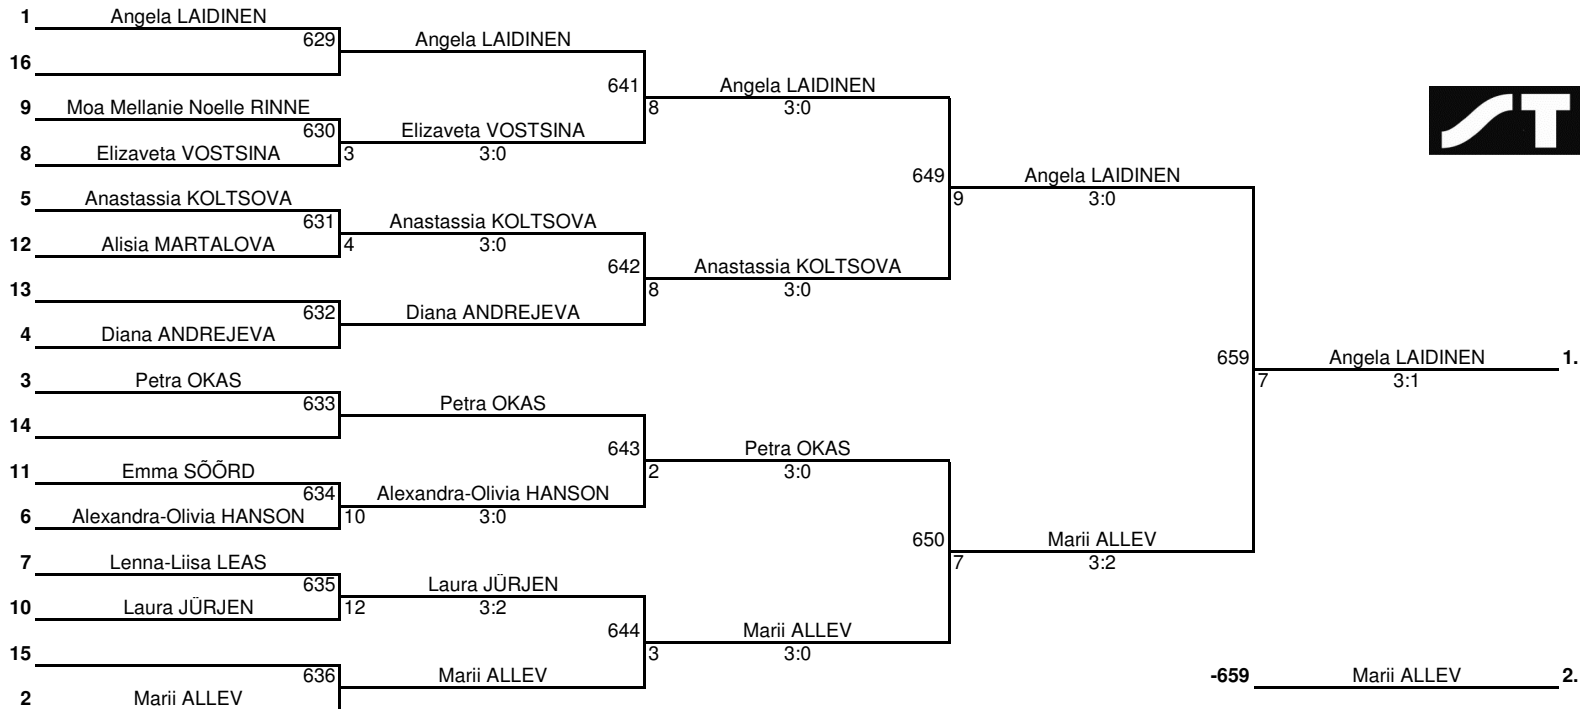 1 Angela LAIDINEN
629 Angela LAIDINEN
16
641 Angela LAIDINEN
9 Moa Mellanie Noelle RINNE 8 3:0
630 Elizaveta VOSTSINA
8 Elizaveta VOSTSINA 3 3:0
649 Angela LAIDINEN
5 Anastassia KOLTSOVA 9 3:0
631 Anastassia KOLTSOVA
12 Alisia MARTALOVA 4 3:0
642 Anastassia KOLTSOVA
13 8 3:0
632 Diana ANDREJEVA
4 Diana ANDREJEVA
659 Angela LAIDINEN 1.
3 Petra OKAS 7 3:1
633 Petra OKAS
14
643 Petra OKAS
11 Emma SÕÕRD 2 3:0
634 Alexandra-Olivia HANSON
6 Alexandra-Olivia HANSON 10 3:0
650 Marii ALLEV
7 Lenna-Liisa LEAS 7 3:2
635 Laura JÜRJEN
10 Laura JÜRJEN 12 3:2
644 Marii ALLEV
15 3 3:0
636 Marii ALLEV -659 Marii ALLEV 2.
2 Marii ALLEV
ST